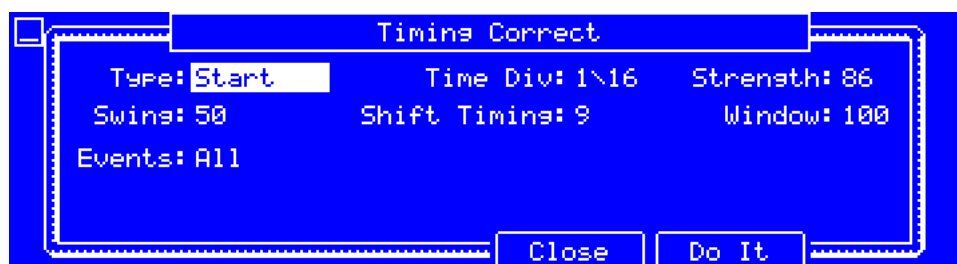 Timing Correct
Type: Start Time Div: 1\16 Strength: 86
Swing: 50 Shift Timing: 9 Window: 100
Events: All
Close Do It